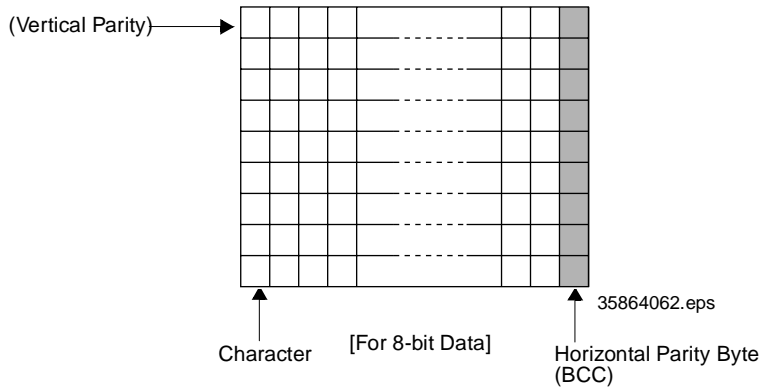 (Vertical Parity)
35864062.eps
Character
[For 8-bit Data]
Horizontal Parity Byte
(BCC)